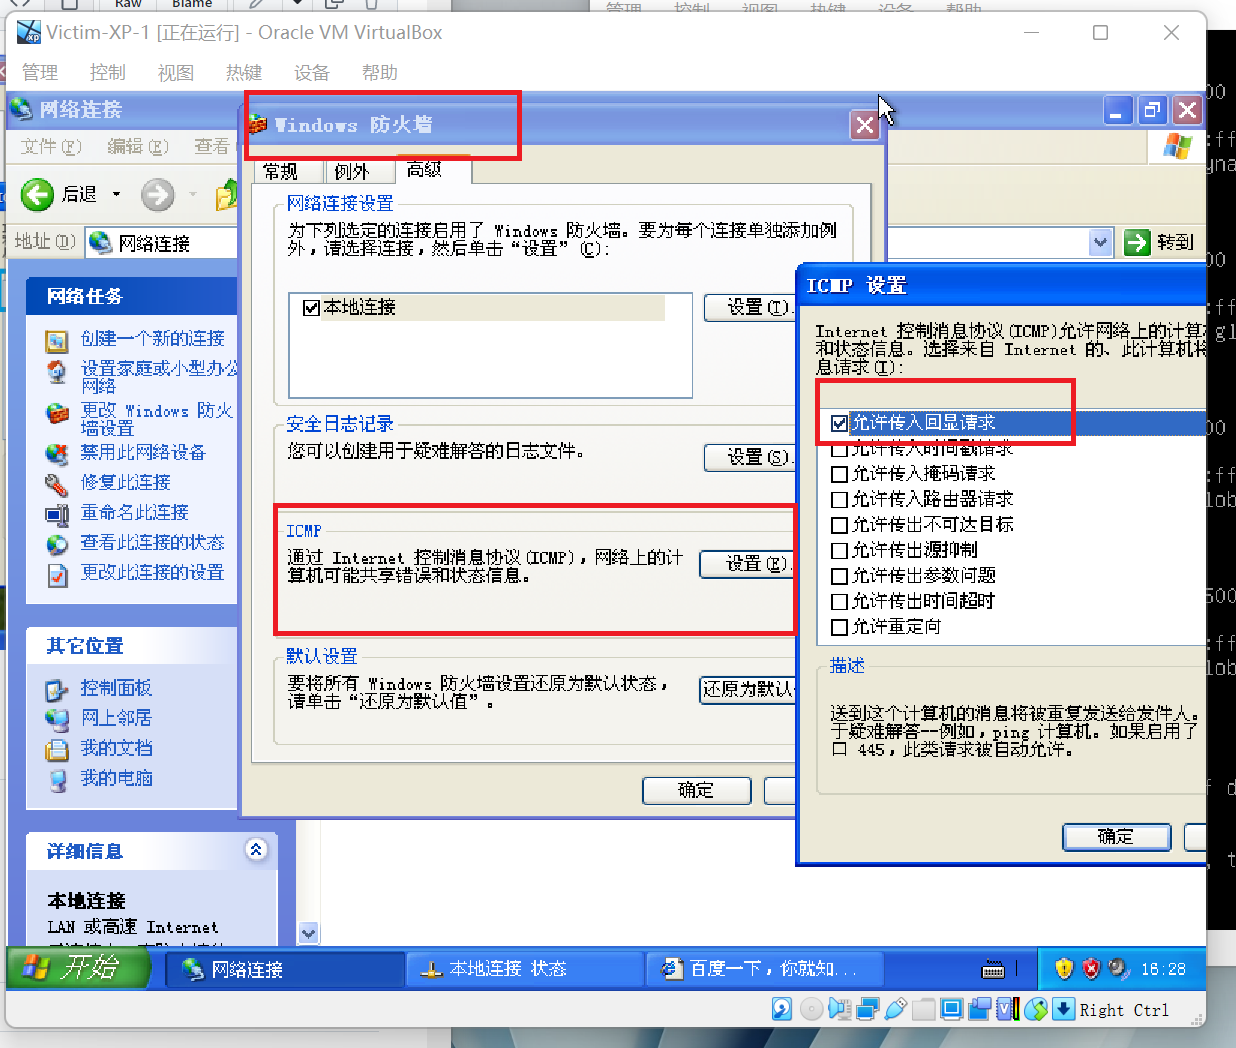 Raw
Blame
管理 控制 视图 热键 设备 帮助
Victim-XP-1 [正在运行] - Oracle VM VirtualBox
管理 控制 视图 热键 设备 帮助
网络连接
文件(F) 编辑(E) 查看
后退
地址(D) 网络连接
转到
网络任务
创建一个新的连接
设置家庭或小型办公
网络
更改 Windows 防火
墙设置
禁用此网络设备
修复此连接
重命名此连接
查看此连接的状态
更改此连接的设置
其它位置
控制面板
网上邻居
我的文档
我的电脑
详细信息
本地连接
LAN 或高速 Internet
Windows 防火墙
常规 例外 高级
网络连接设置
为下列选定的连接启用了 Windows 防火墙。要为每个连接单独添加例
外，请选择连接，然后单击“设置”(C):
本地连接
设置(T).
安全日志记录
您可以创建用于疑难解答的日志文件。
设置(S).
ICMP
通过 Internet 控制消息协议(ICMP)，网络上的计
算机可能共享错误和状态信息。
设置(E).
默认设置
要将所有 Windows 防火墙设置还原为默认状态，
请单击“还原为默认值”。
还原为默认
确定
ICMP 设置
Internet 控制消息协议(ICMP)允许网络上的计算
和状态信息。选择来自 Internet 的、此计算机将
息请求(I):
允许传入回显请求
允许传入时间戳请求
允许传入掩码请求
允许传入路由器请求
允许传出不可达目标
允许传出源抑制
允许传出参数问题
允许传出时间超时
允许重定向
描述
送到这个计算机的消息将被重复发送给发件人。
于疑难解答--例如，ping 计算机。如果启用了
口 445，此类请求被自动允许。
确定
开始
网络连接
本地连接 状态
百度一下，你就知...
16:28
Right Ctrl